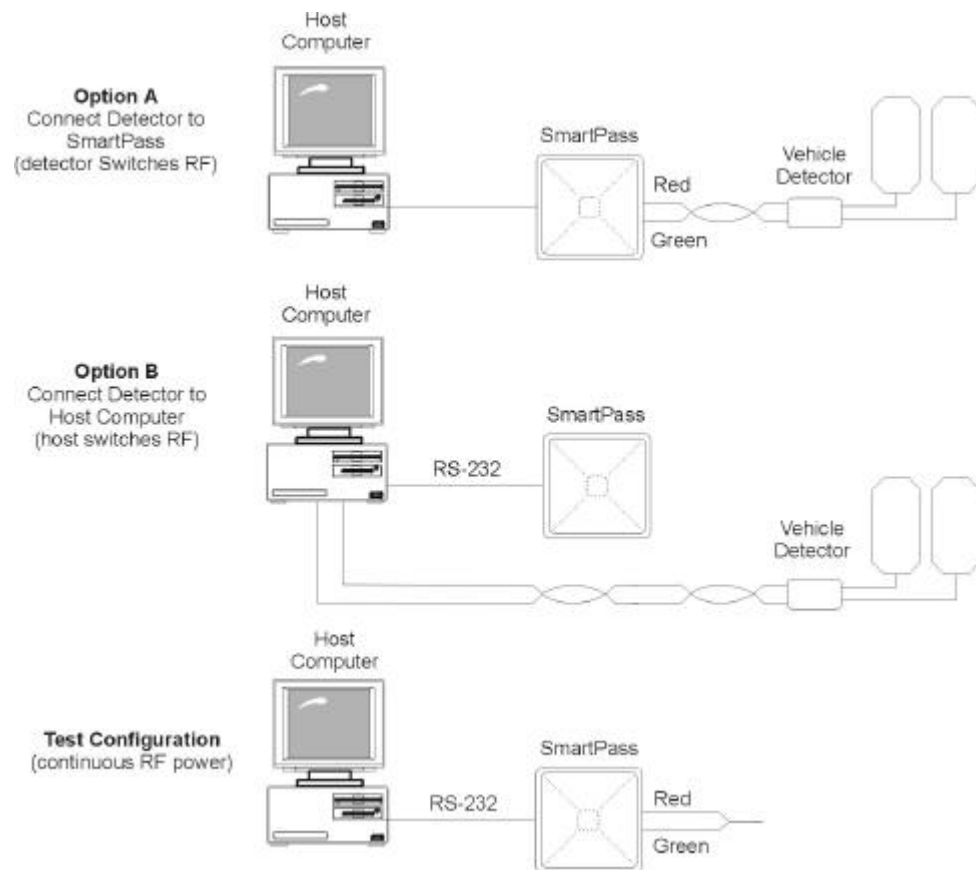 Host
Computer
Option A
Connect Detector to
SmartPass
(detector Switches RF)
SmartPass
Red
Green
Vehicle
Detector
Host
Computer
Option B
Connect Detector to
Host Computer
(host switches RF)
RS-232
SmartPass
Vehicle
Detector
Host
Computer
Test Configuration
(continuous RF power)
RS-232
SmartPass
Red
Green